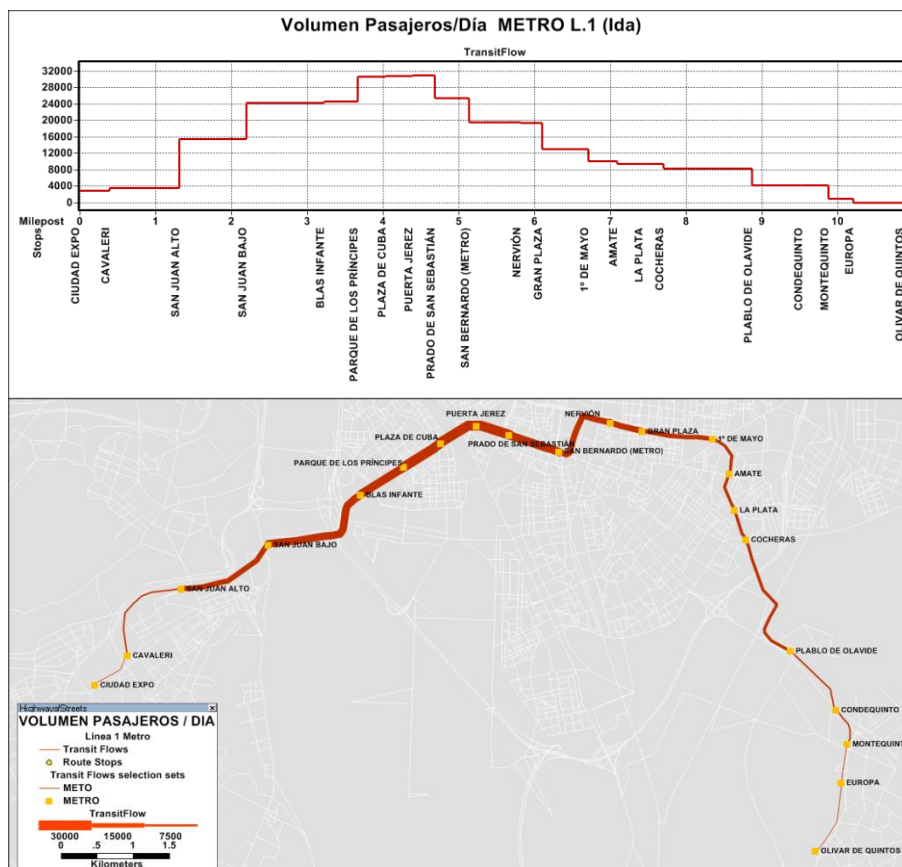 Volumen Pasajeros/Día METRO L.1 (Ida)
TransitFlow
32000
28000
24000
20000
16000
12000
8000
4000
0
Milepost 0 1 2 3 4 5 6 7 8 9 10
Stops
CIUDAD EXPO
CAVALERI
SAN JUAN ALTO
SAN JUAN BAJO
BLAS INFANTE
PARQUE DE LOS PRÍNCIPES
PLAZA DE CUBA
PUERTA JEREZ
PRADO DE SAN SEBASTIÁN
SAN BERNARDO (METRO)
NERVIÓN
GRAN PLAZA
1º DE MAYO
AMATE
LA PLATA
COCHERAS
PLABLO DE OLAVIDE
CONDEQUINTO
MONTEQUINTO
EUROPA
OLIVAR DE QUINTOS
PUERTA JEREZ
NERVIÓN
PLAZA DE CUBA
PRADO DE SAN SEBASTIÁN
GRAN PLAZA
1º DE MAYO
SAN BERNARDO (METRO)
PARQUE DE LOS PRÍNCIPES
AMATE
BLAS INFANTE
LA PLATA
COCHERAS
SAN JUAN BAJO
SAN JUAN ALTO
PLABLO DE OLAVIDE
CAVALERI
CIUDAD EXPO
CONDEQUINTO
MONTEQUINT
EUROPA
OLIVAR DE QUINTOS
Highways/Streets
VOLUMEN PASAJEROS / DIA
Linea 1 Metro
Transit Flows
Route Stops
Transit Flows selection sets
METO
METRO
TransitFlow
30000 15000 7500
0 .5 1 1.5
Kilometers